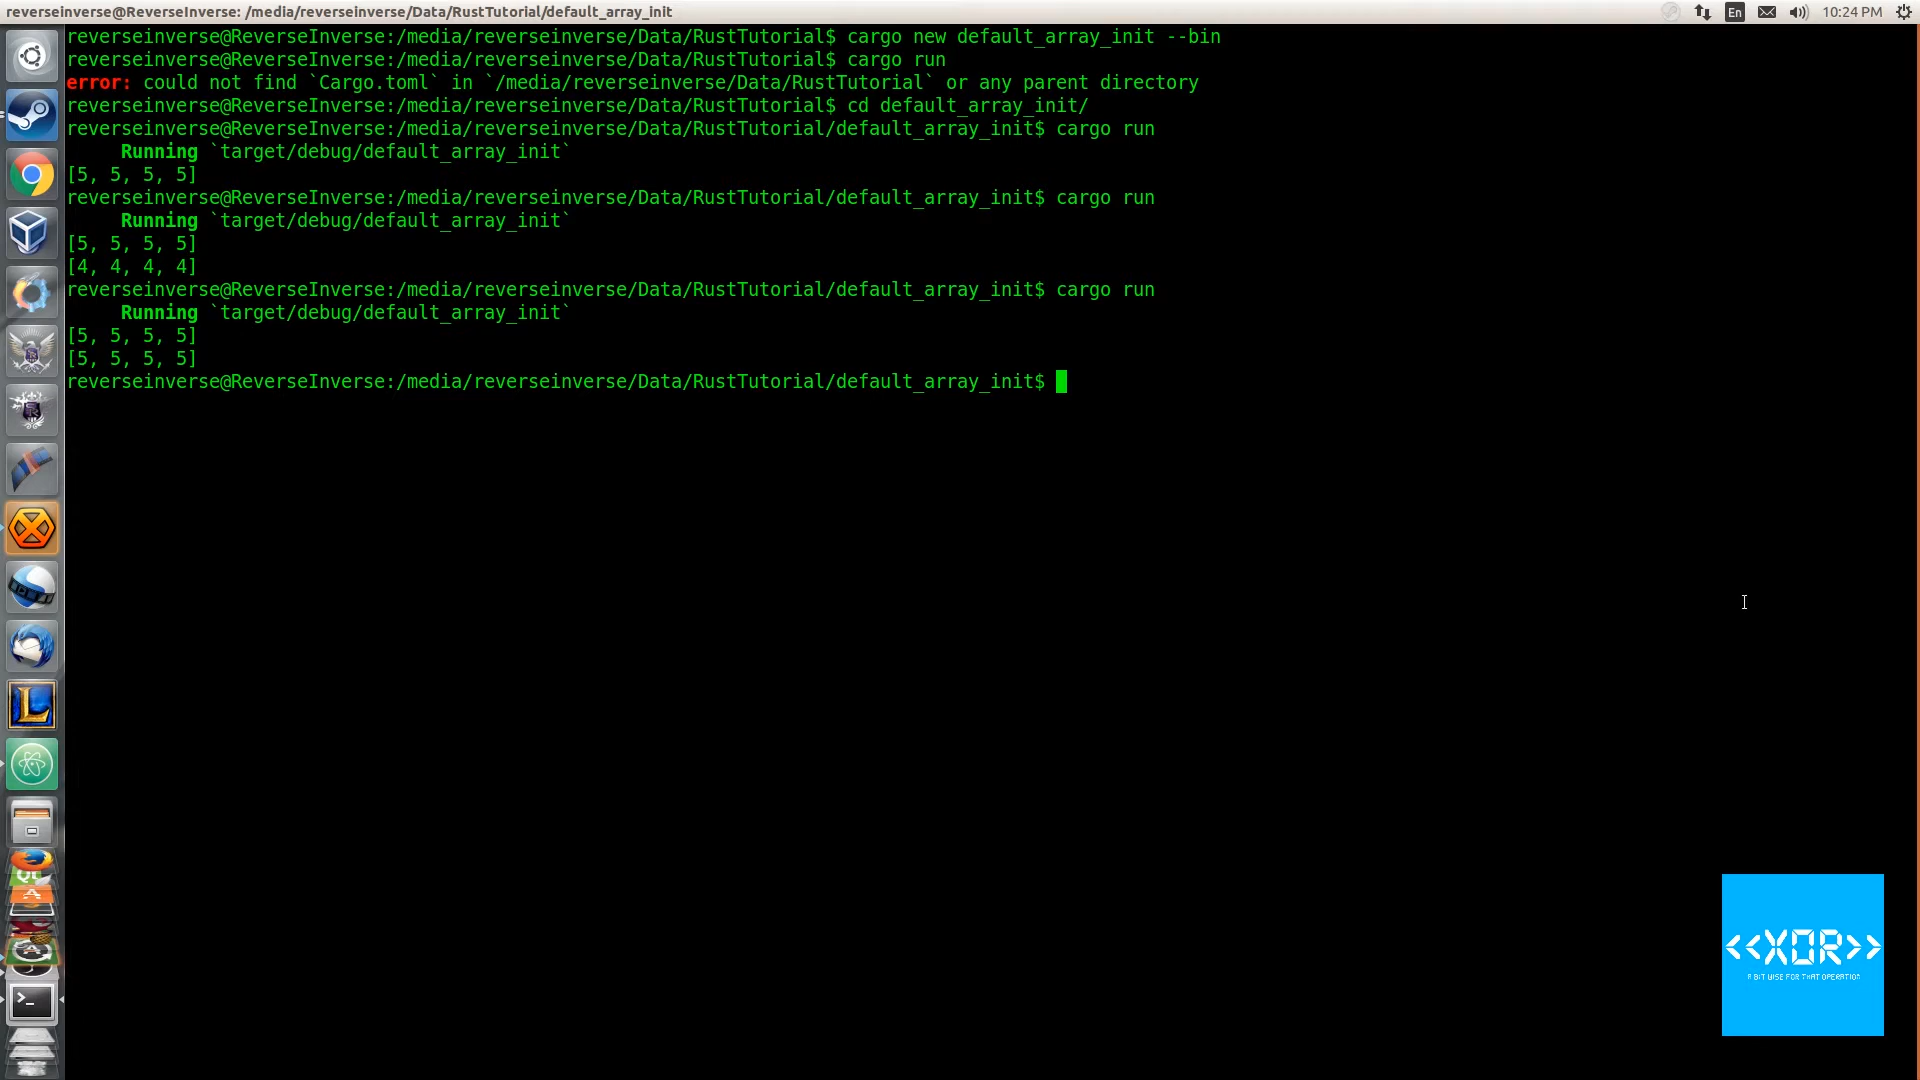 reverseinverse@ReverseInverse: /media/reverseinverse/Data/RustTutorial/default_array_init
En
10:24 PM
reverseinverse@ReverseInverse:/media/reverseinverse/Data/RustTutorial$ cargo new default_array_init --bin
reverseinverse@ReverseInverse:/media/reverseinverse/Data/RustTutorial$ cargo run
error: could not find `Cargo.toml` in `/media/reverseinverse/Data/RustTutorial` or any parent directory
reverseinverse@ReverseInverse:/media/reverseinverse/Data/RustTutorial$ cd default_array_init/
reverseinverse@ReverseInverse:/media/reverseinverse/Data/RustTutorial/default_array_init$ cargo run
     Running `target/debug/default_array_init`
[5, 5, 5, 5]
reverseinverse@ReverseInverse:/media/reverseinverse/Data/RustTutorial/default_array_init$ cargo run
     Running `target/debug/default_array_init`
[5, 5, 5, 5]
[4, 4, 4, 4]
reverseinverse@ReverseInverse:/media/reverseinverse/Data/RustTutorial/default_array_init$ cargo run
     Running `target/debug/default_array_init`
[5, 5, 5, 5]
[5, 5, 5, 5]
reverseinverse@ReverseInverse:/media/reverseinverse/Data/RustTutorial/default_array_init$
L
>_
<<XOR>>
A BIT WISE FOR THAT OPERATION